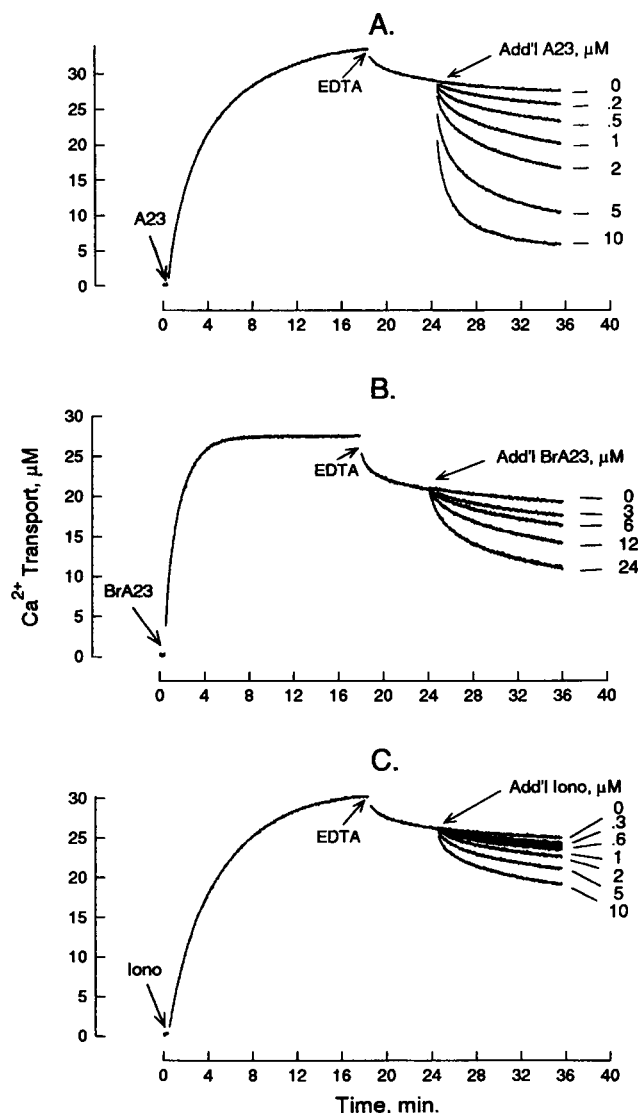 A.
30
25
20
15
10
5
0
A23
EDTA
Add'l A23, µM
0
.2
.5
1
2
5
10
0 4 8 12 16 20 24 28 32 36 40
B.
Ca2+ Transport, µM
30
25
20
15
10
5
0
BrA23
EDTA
Add'l BrA23, µM
0
3
6
12
24
0 4 8 12 16 20 24 28 32 36 40
C.
30
25
20
15
10
5
0
Iono
EDTA
Add'l Iono, µM
0
.3
.6
1
2
5
10
0 4 8 12 16 20 24 28 32 36 40
Time, min.